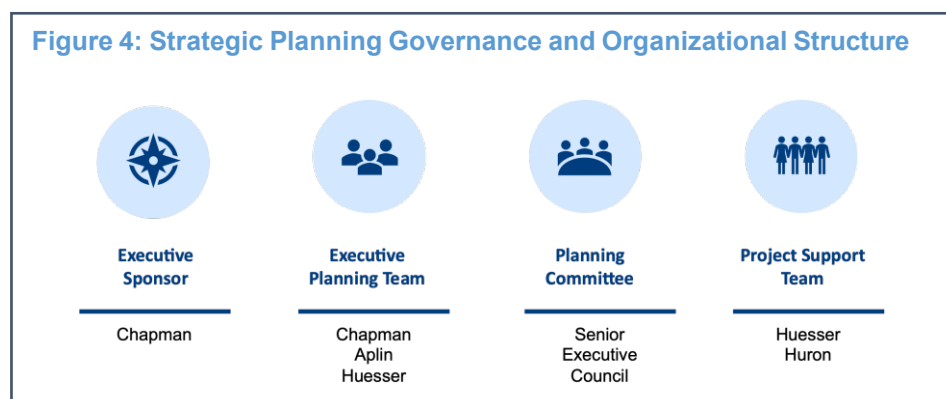 Figure 4: Strategic Planning Governance and Organizational Structure
Executive
Sponsor
Chapman
Executive
Planning Team
Chapman
Aplin
Huesser
Planning
Committee
Senior
Executive
Council
Project Support
Team
Huesser
Huron